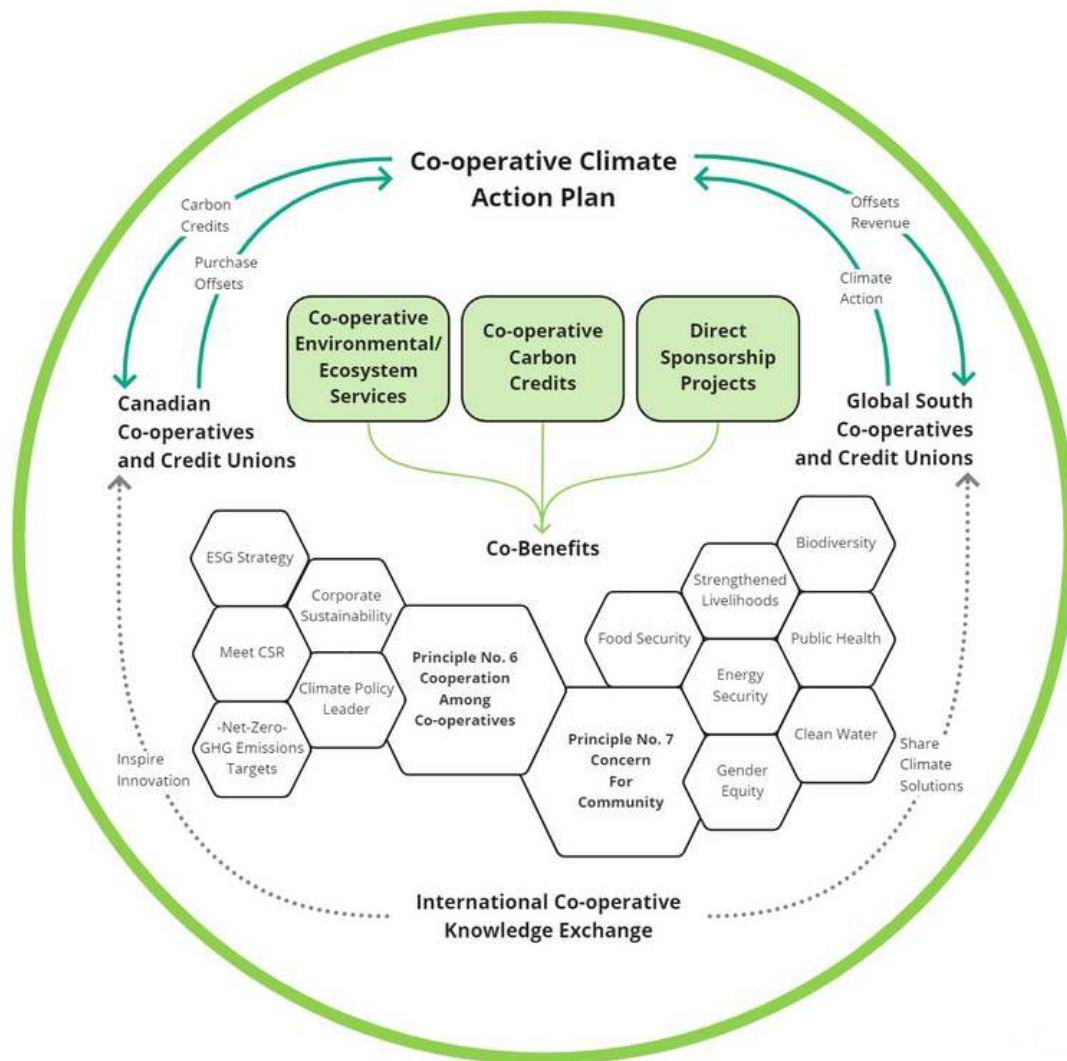 Co-operative Climate
Action Plan
Carbon
Credits
Purchase
Offsets
Offsets
Revenue
Climate
Action
Co-operative
Environmental/
Ecosystem
Services
Co-operative
Carbon
Credits
Direct
Sponsorship
Projects
Canadian
Co-operatives
and Credit Unions
Global South
Co-operatives
and Credit Unions
Co-Benefits
ESG Strategy
Corporate
Sustainability
Meet CSR
Climate Policy
Leader
-Net-Zero-
GHG Emissions
Targets
Principle No. 6
Cooperation
Among
Co-operatives
Principle No. 7
Concern
For
Community
Food Security
Strengthened
Livelihoods
Biodiversity
Public Health
Energy
Security
Clean Water
Gender
Equity
Inspire
Innovation
Share
Climate
Solutions
International Co-operative
Knowledge Exchange